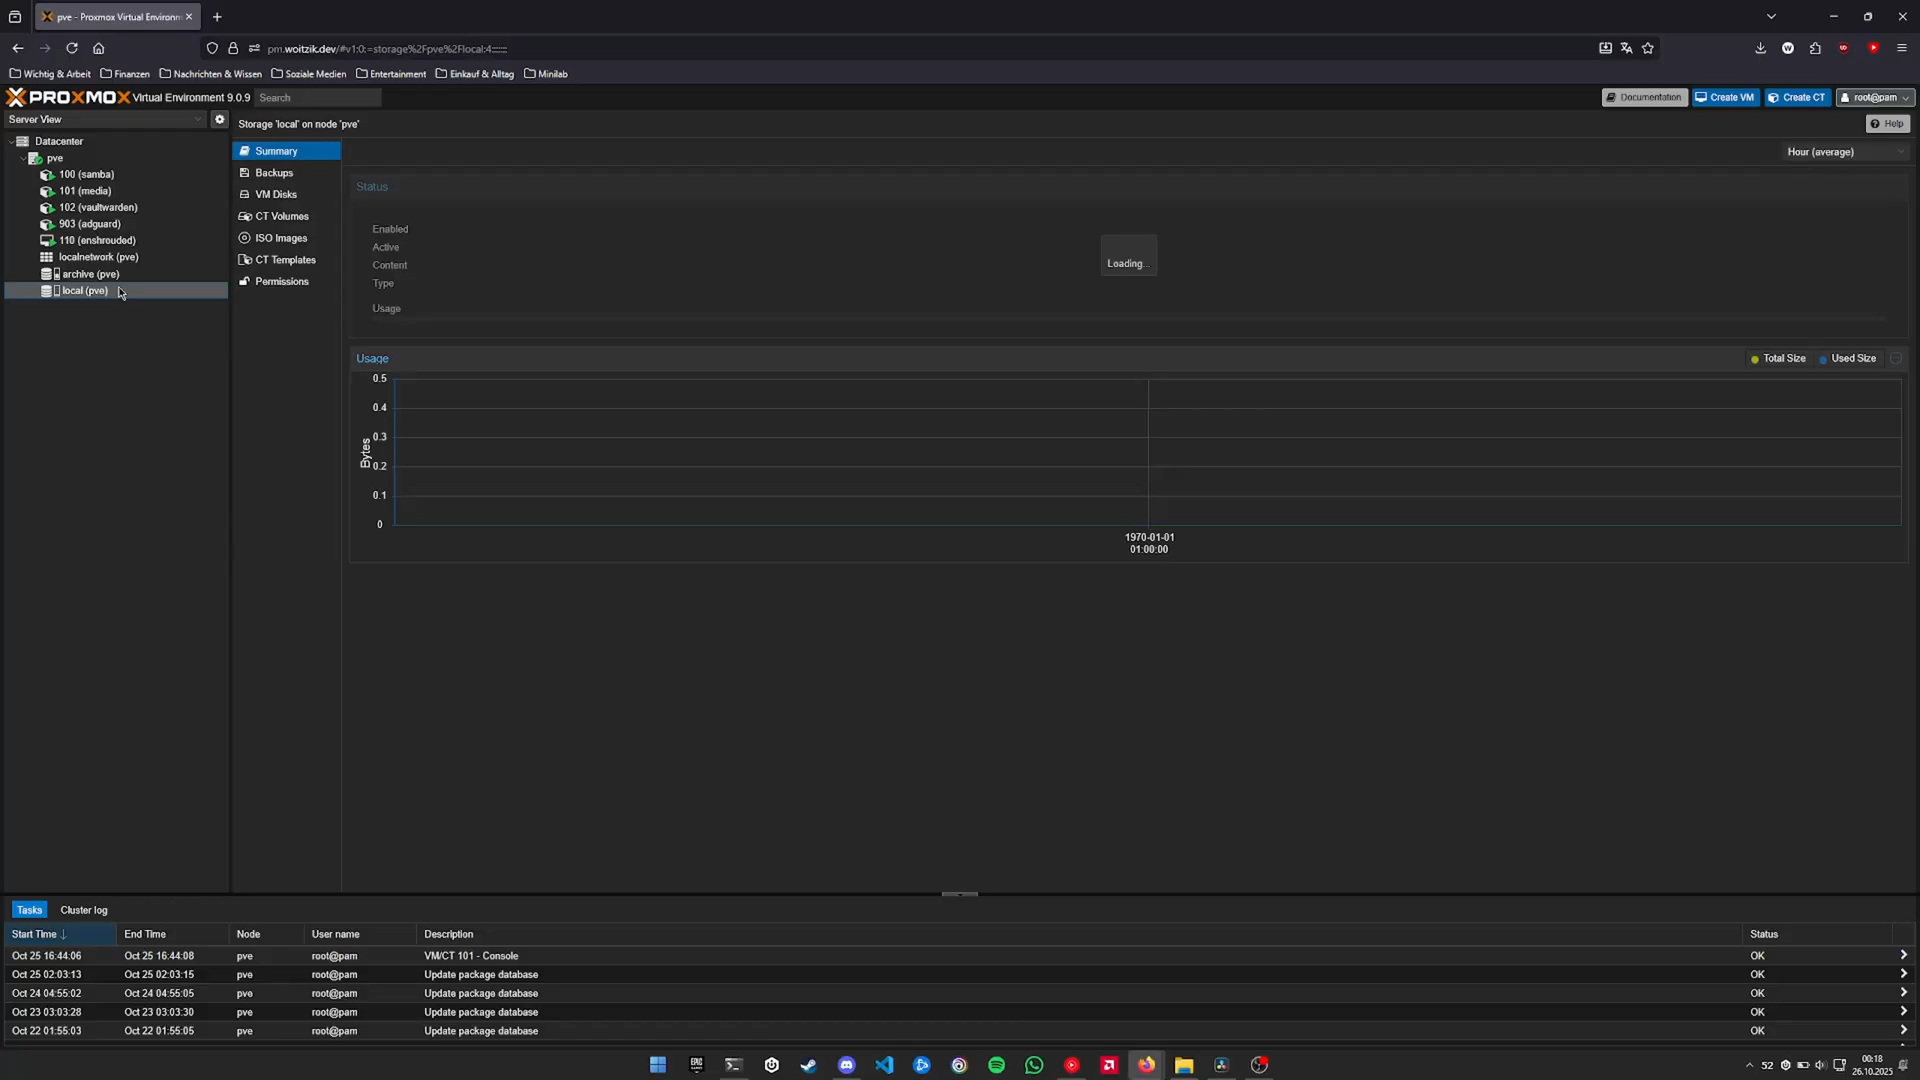 pve - Proxmox Virtual Environm
pm.woitzik.dev/#v1:0:=storage%2Fpve%2Flocal:4::::::
Wichtig & Arbeit Finanzen Nachrichten & Wissen Soziale Medien Entertainment Einkauf & Alltag Minilab
PROXMOX Virtual Environment 9.0.9 Search Documentation Create VM Create CT root@pam
Server View
Storage 'local' on node 'pve' Help
Datacenter
pve
100 (samba)
101 (media)
102 (vaultwarden)
903 (adguard)
110 (enshrouded)
localnetwork (pve)
archive (pve)
local (pve)
Summary
Backups
VM Disks
CT Volumes
ISO Images
CT Templates
Permissions
Hour (average)
Status
Enabled
Active
Content
Type
Usage
Loading...
Usage Total Size Used Size
0.5
0.4
0.3
0.2
0.1
0
Bytes
1970-01-01
01:00:00
Tasks Cluster log
Start Time End Time Node User name Description Status
Oct 25 16:44:06 Oct 25 16:44:08 pve root@pam VM/CT 101 - Console OK
Oct 25 02:03:13 Oct 25 02:03:15 pve root@pam Update package database OK
Oct 24 04:55:02 Oct 24 04:55:05 pve root@pam Update package database OK
Oct 23 03:03:28 Oct 23 03:03:30 pve root@pam Update package database OK
Oct 22 01:55:03 Oct 22 01:55:05 pve root@pam Update package database OK
EPIC GAMES
52
00:18
26.10.2025